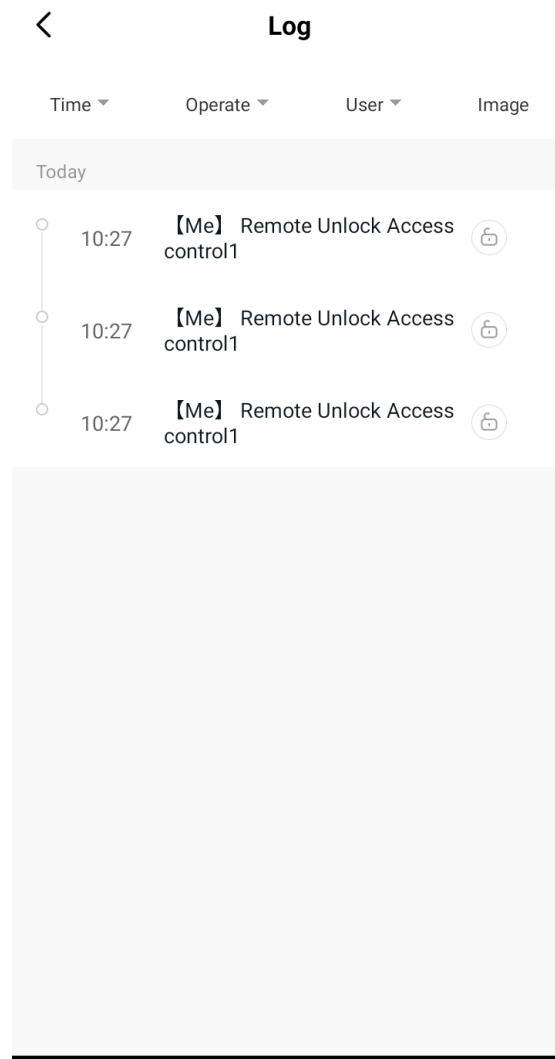 Log
Time Operate User Image
Today
10:27 【Me】 Remote Unlock Access
control1
10:27 【Me】 Remote Unlock Access
control1
10:27 【Me】 Remote Unlock Access
control1